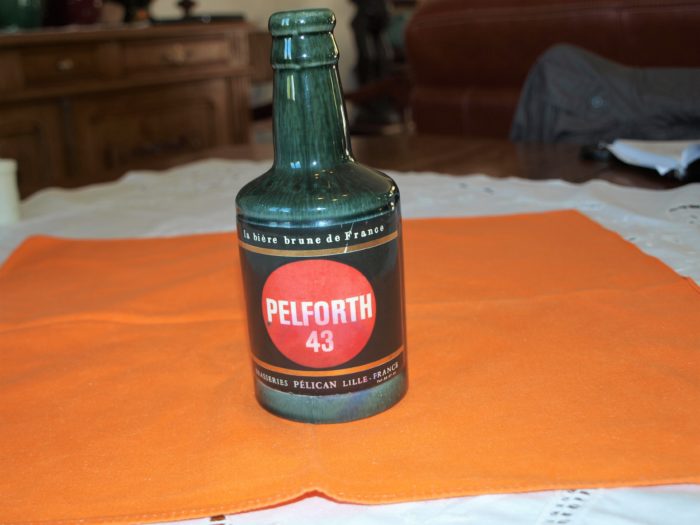 la bière brune de France
PELFORTH
43
BRASSERIES PÉLICAN LILLE-FRANCE